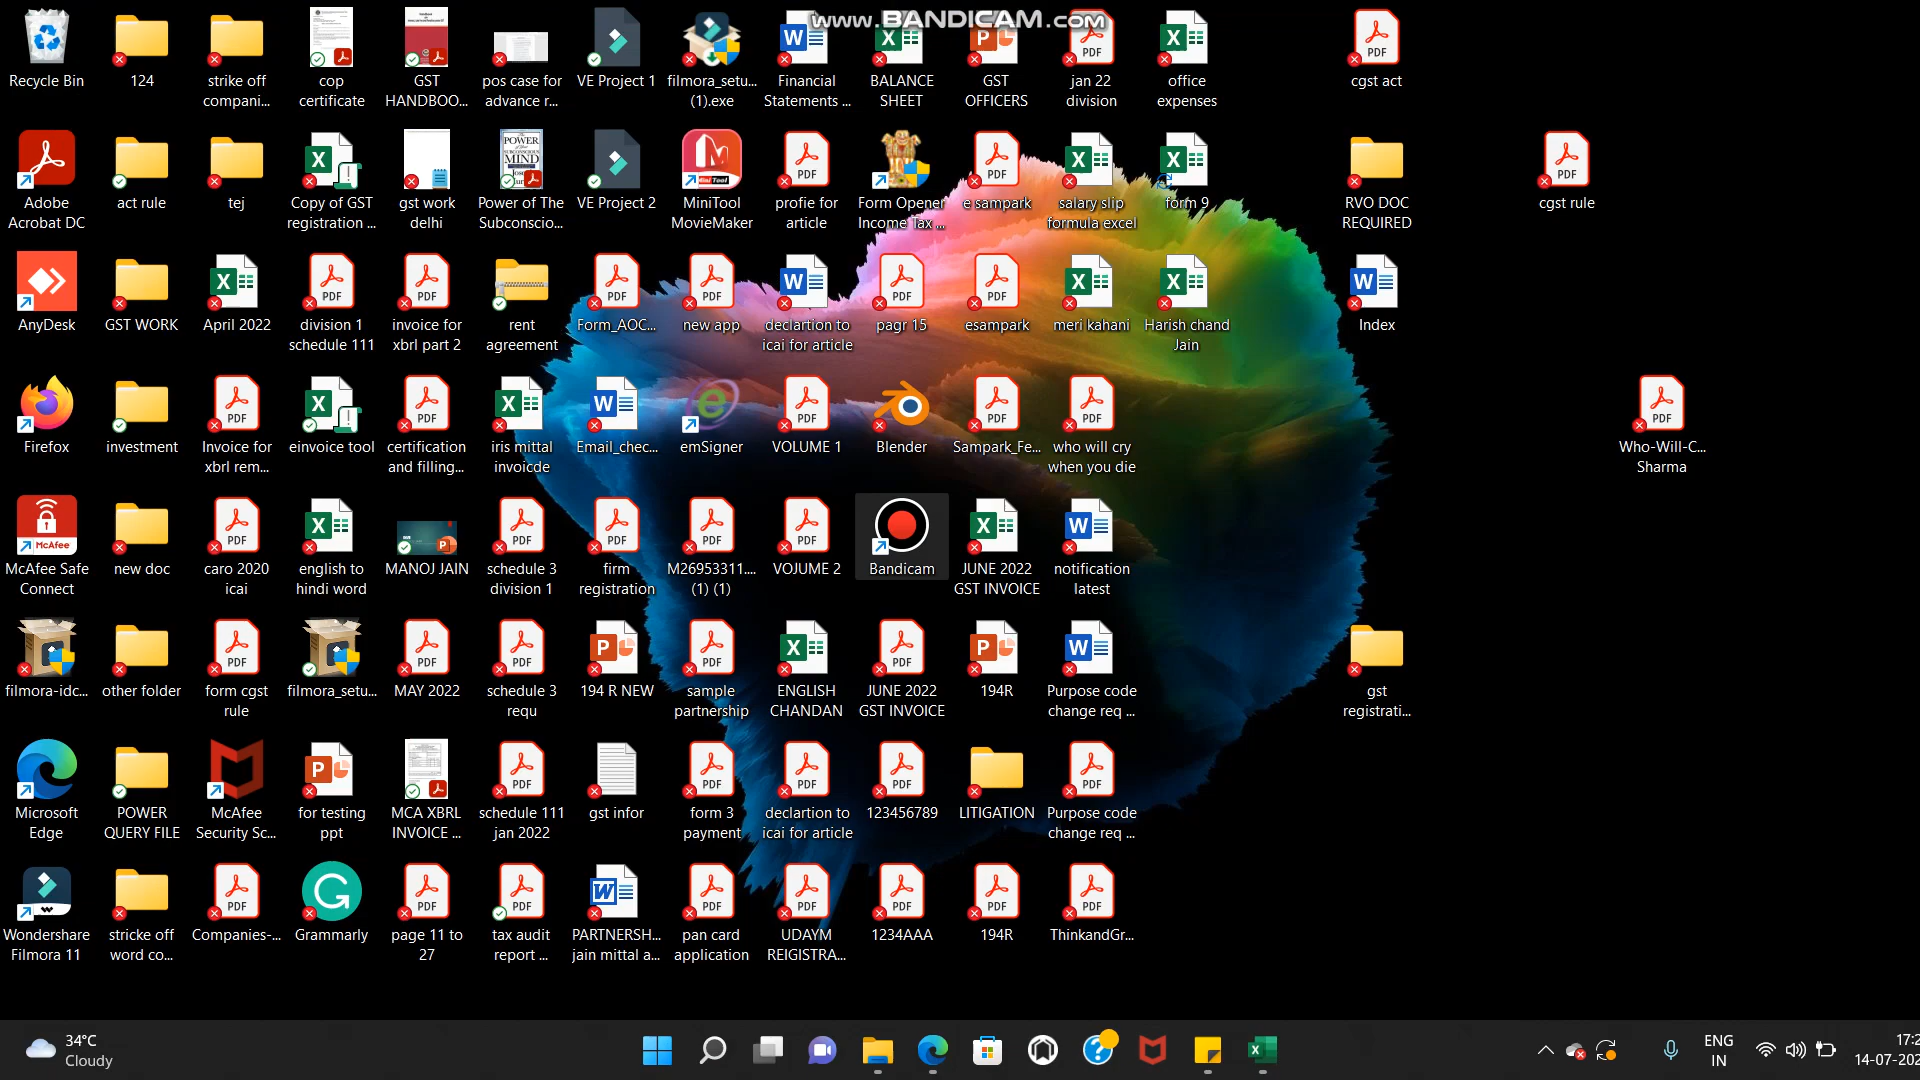 www.BANDICAM.com
Recycle Bin
124
strike off
compani...
cop
certificate
GST
HANDBOO...
pos case for
advance r...
VE Project 1
filmora_setu...
(1).exe
Financial
Statements ...
BALANCE
SHEET
GST
OFFICERS
jan 22
division
office
expenses
cgst act
Adobe
Acrobat DC
act rule
tej
Copy of GST
registration ...
gst work
delhi
Power of The
Subconscio...
VE Project 2
MiniTool
MovieMaker
profie for
article
Form Opener
Income Tax ...
e sampark
salary slip
formula excel
form 9
RVO DOC
REQUIRED
cgst rule
AnyDesk
GST WORK
April 2022
division 1
schedule 111
invoice for
xbrl part 2
rent
agreement
Form_AOC...
new app
declartion to
icai for article
pagr 15
esampark
meri kahani
Harish chand
Jain
Index
Firefox
investment
Invoice for
xbrl rem...
einvoice tool
certification
and filling...
iris mittal
invoicde
Email_chec...
emSigner
VOLUME 1
Blender
Sampark_Fe...
who will cry
when you die
Who-Will-C...
Sharma
McAfee Safe
Connect
new doc
caro 2020
icai
english to
hindi word
MANOJ JAIN
schedule 3
division 1
firm
registration
M26953311....
(1) (1)
VOJUME 2
Bandicam
JUNE 2022
GST INVOICE
notification
latest
filmora-idc...
other folder
form cgst
rule
filmora_setu...
MAY 2022
schedule 3
requ
194 R NEW
sample
partnership
ENGLISH
CHANDAN
JUNE 2022
GST INVOICE
194R
Purpose code
change req ...
gst
registrati...
Microsoft
Edge
POWER
QUERY FILE
McAfee
Security Sc...
for testing
ppt
MCA XBRL
INVOICE ...
schedule 111
jan 2022
gst infor
form 3
payment
declartion to
icai for article
123456789
LITIGATION
Purpose code
change req ...
Wondershare
Filmora 11
stricke off
word co...
Companies-...
Grammarly
page 11 to
27
tax audit
report ...
PARTNERSH...
jain mittal a...
pan card
application
UDAYM
REIGISTRA...
1234AAA
194R
ThinkandGr...
34°C
Cloudy
ENG
IN
17:2
14-07-202